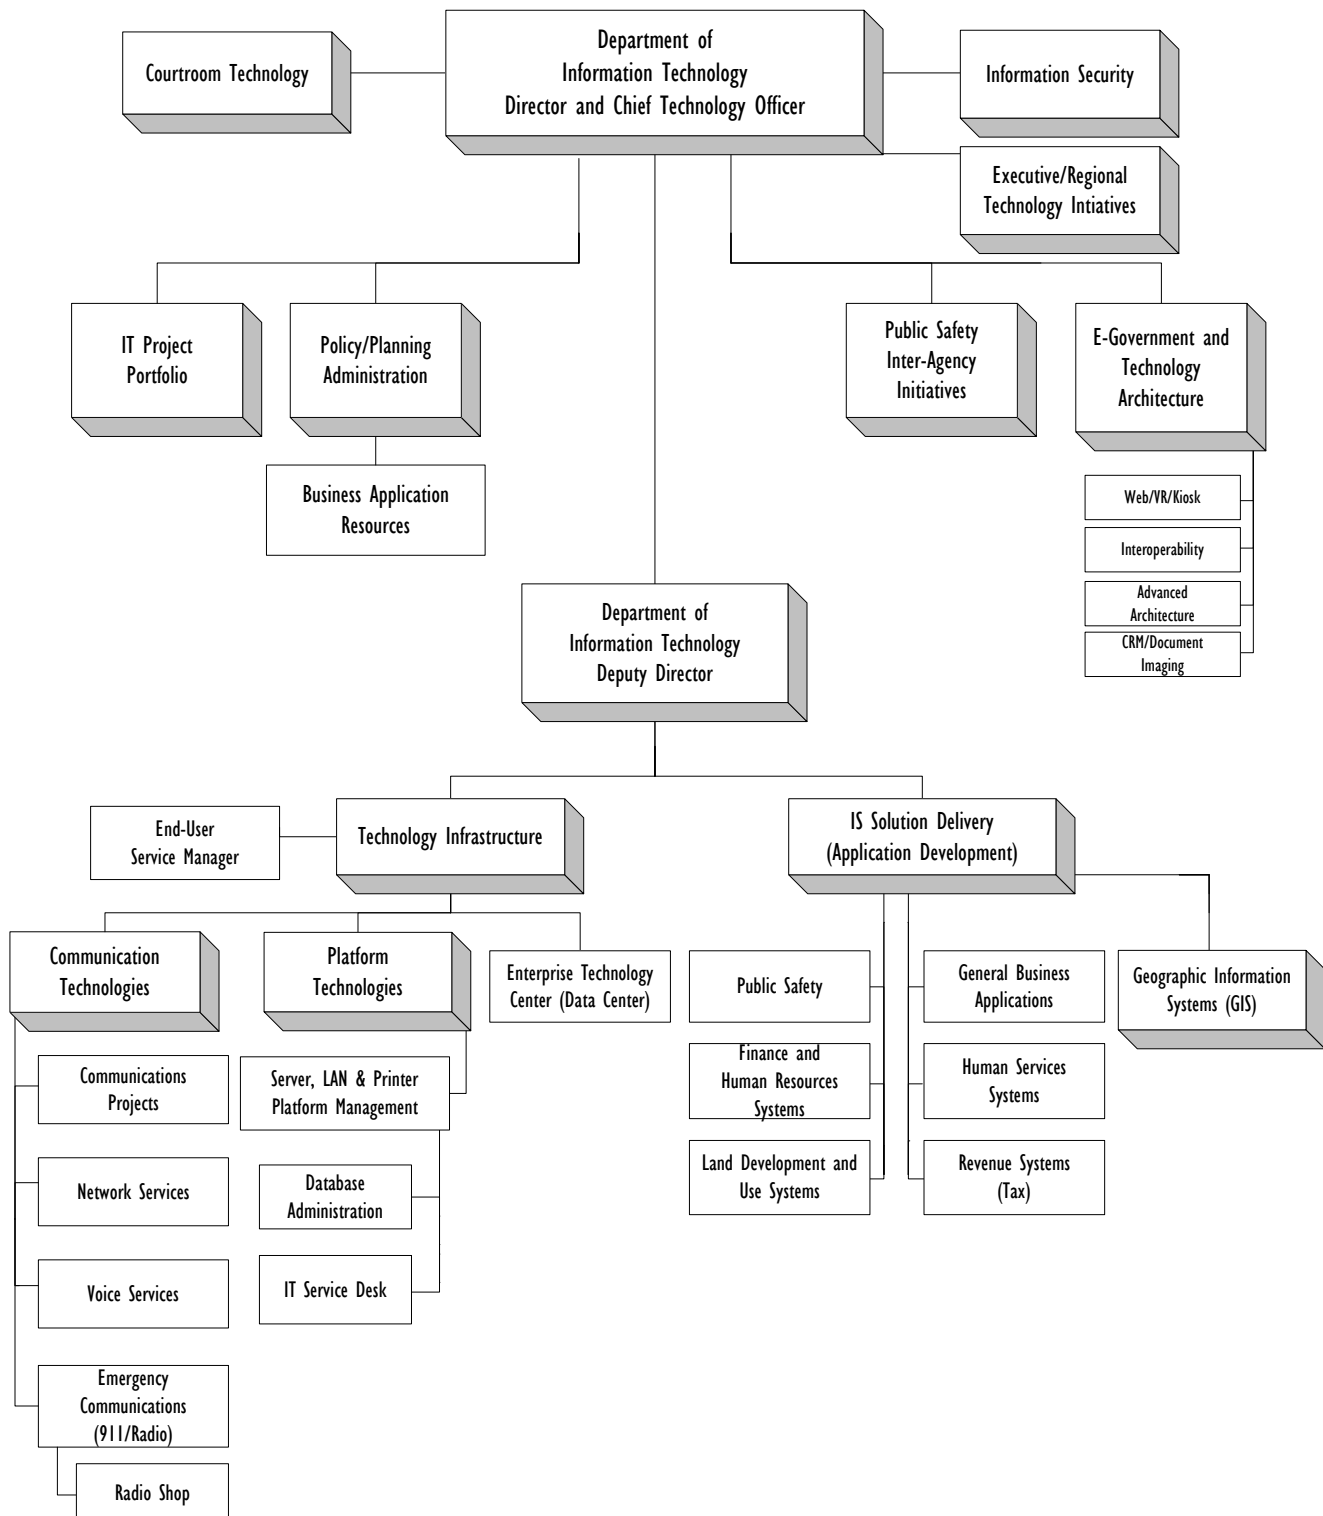 Department of
Information Technology
Director and Chief Technology Officer
Courtroom Technology
Information Security
Executive/Regional
Technology Intiatives
IT Project
Portfolio
Policy/Planning
Administration
Public Safety
Inter-Agency
Initiatives
E-Government and
Technology
Architecture
Business Application
Resources
Web/VR/Kiosk
Interoperability
Advanced
Architecture
CRM/Document
Imaging
Department of
Information Technology
Deputy Director
End-User
Service Manager
Technology Infrastructure
IS Solution Delivery
(Application Development)
Communication
Technologies
Platform
Technologies
Enterprise Technology
Center (Data Center)
Public Safety
General Business
Applications
Geographic Information
Systems (GIS)
Communications
Projects
Server, LAN & Printer
Platform Management
Finance and
Human Resources
Systems
Human Services
Systems
Network Services
Database
Administration
Land Development and
Use Systems
Revenue Systems
(Tax)
Voice Services
IT Service Desk
Emergency
Communications
(911/Radio)
Radio Shop